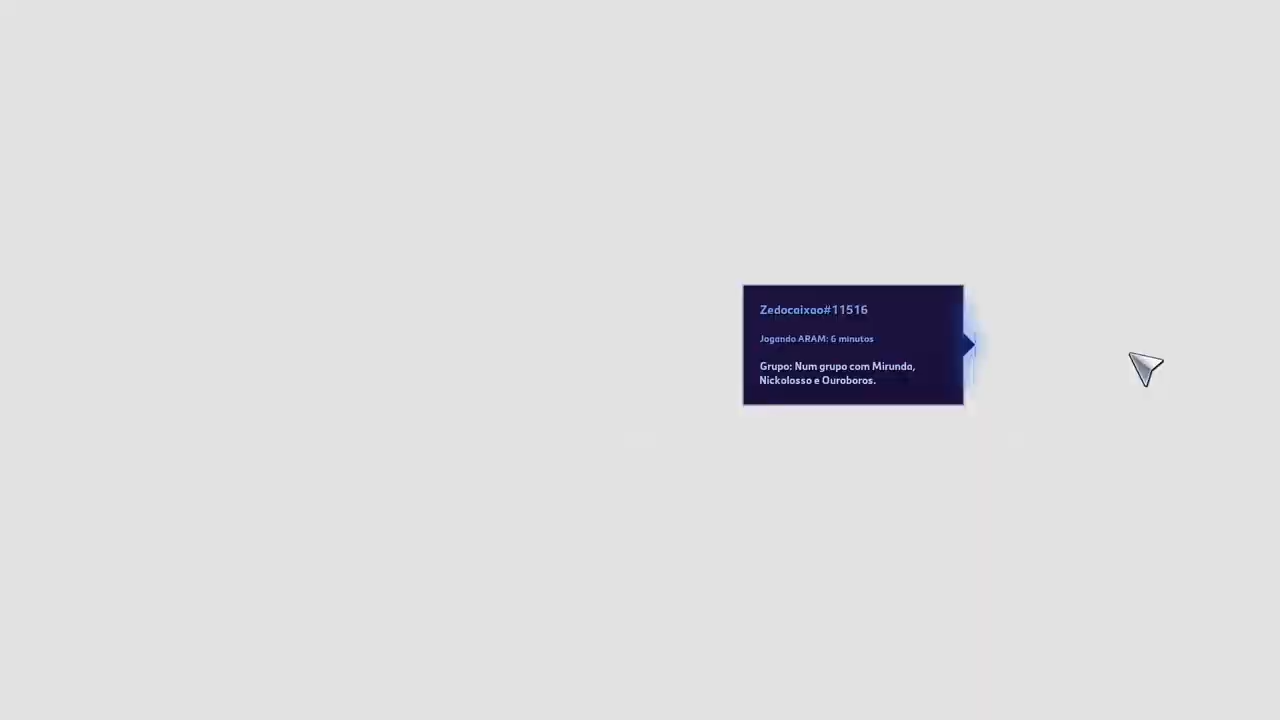 Zedocaixao#11516
Jogando ARAM: 6 minutos
Grupo: Num grupo com Mirunda,
Nickolosso e Ouroboros.